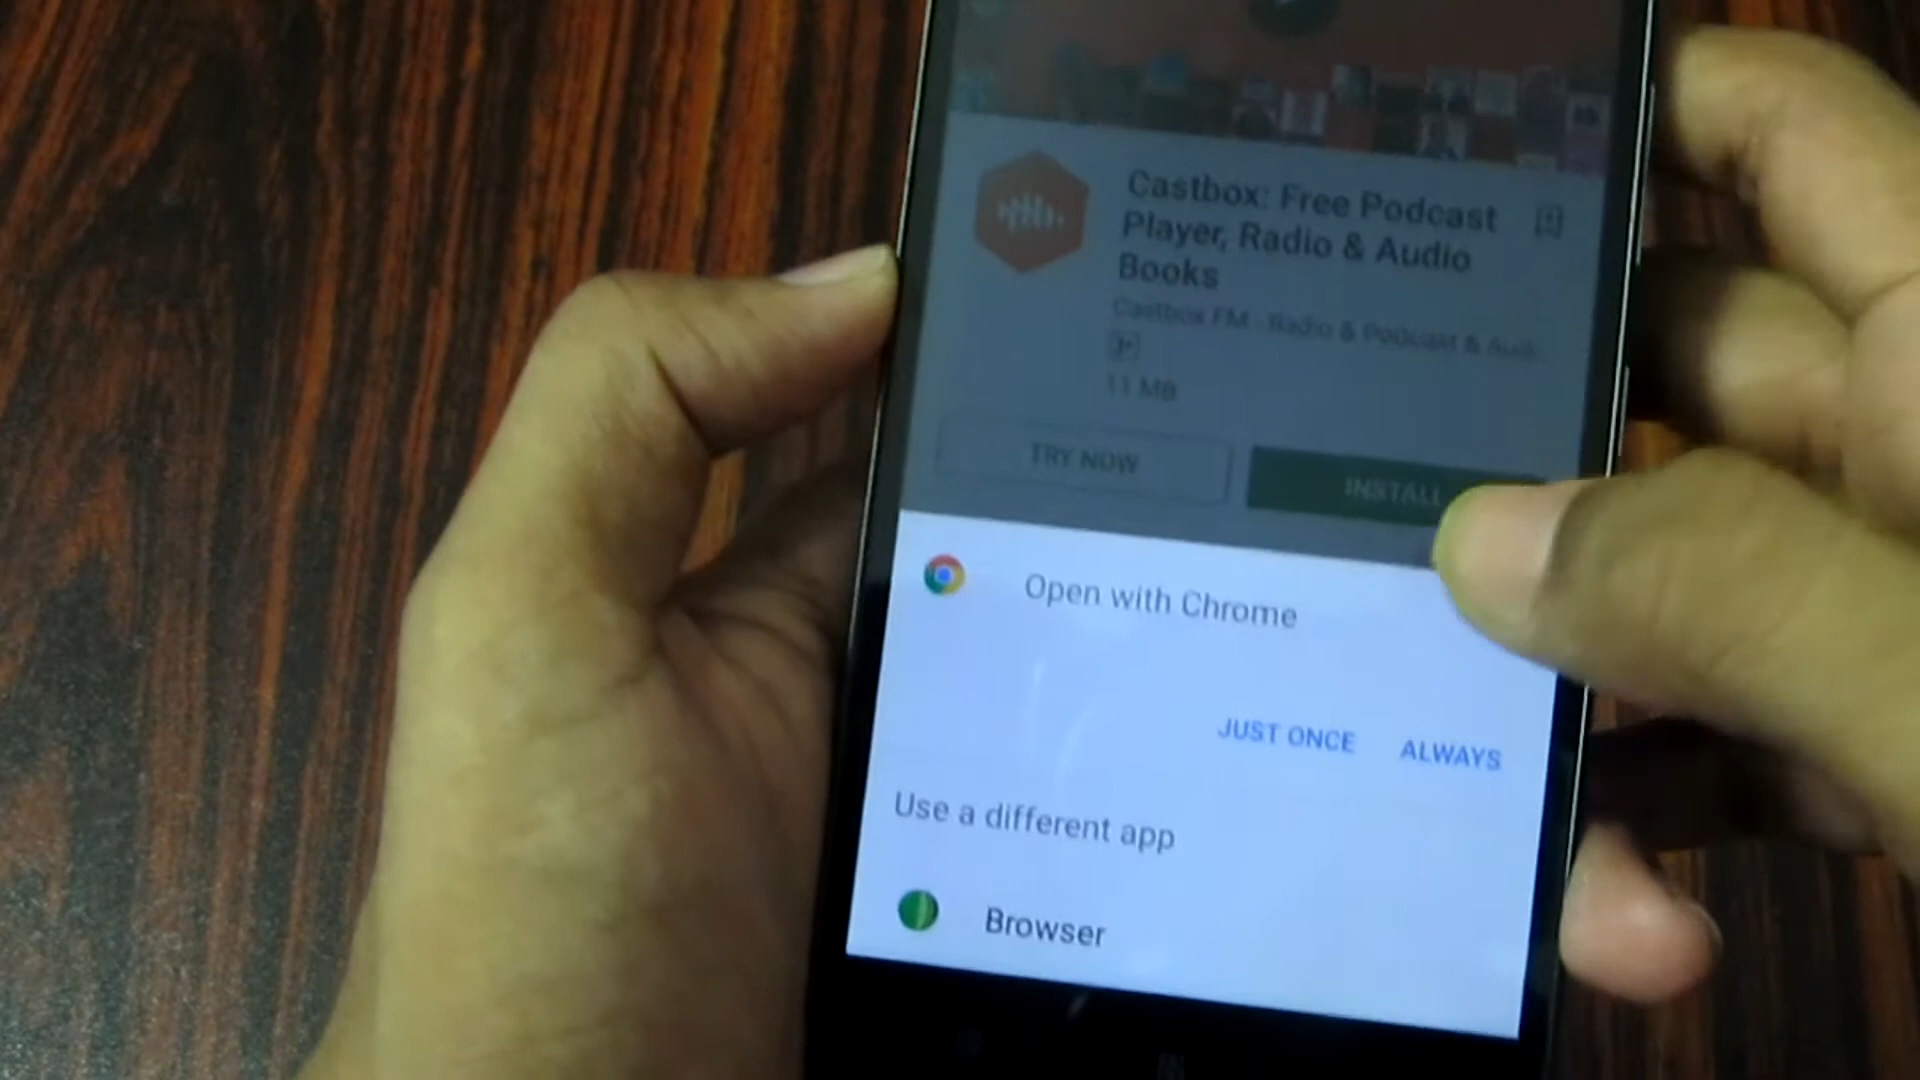 Castbox: Free Podcast
Player, Radio & Audio
Books
Castbox FM - Radio & Podcast & Audi
3+
11 MB
TRY NOW
INSTALL
Open with Chrome
JUST ONCE
ALWAYS
Use a different app
Browser